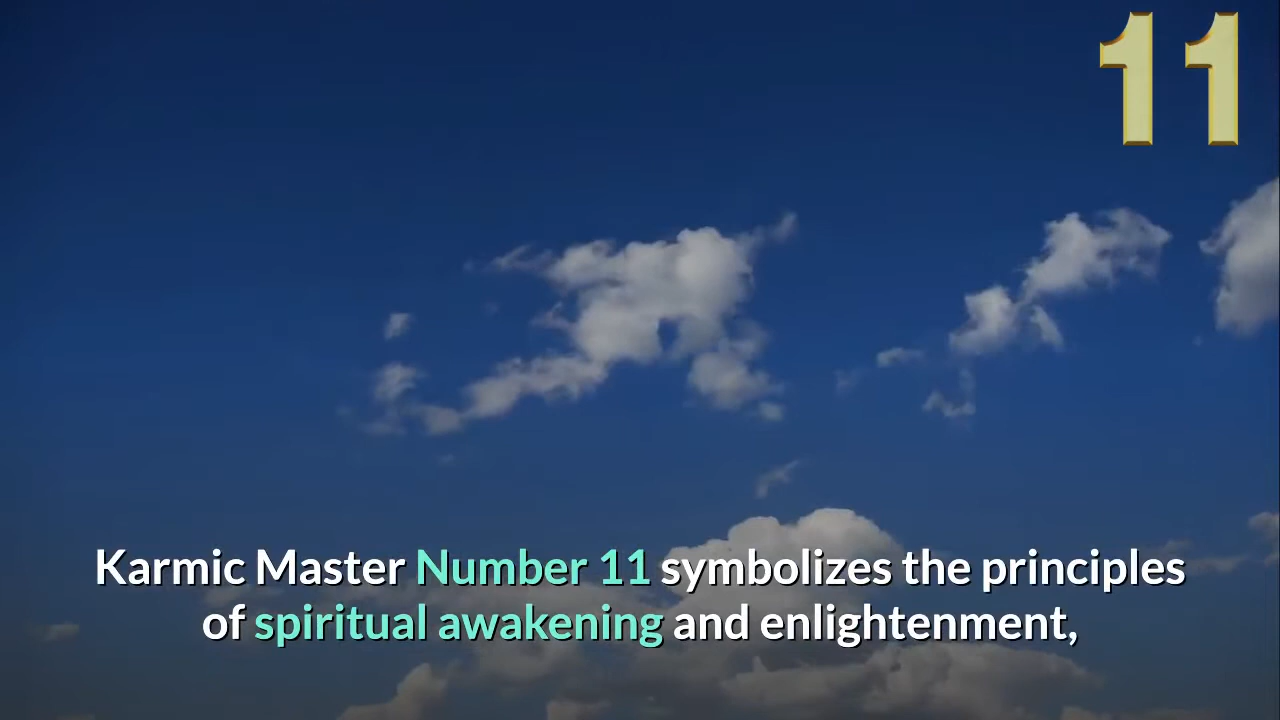 11
Karmic Master Number 11 symbolizes the principles
of spiritual awakening and enlightenment,